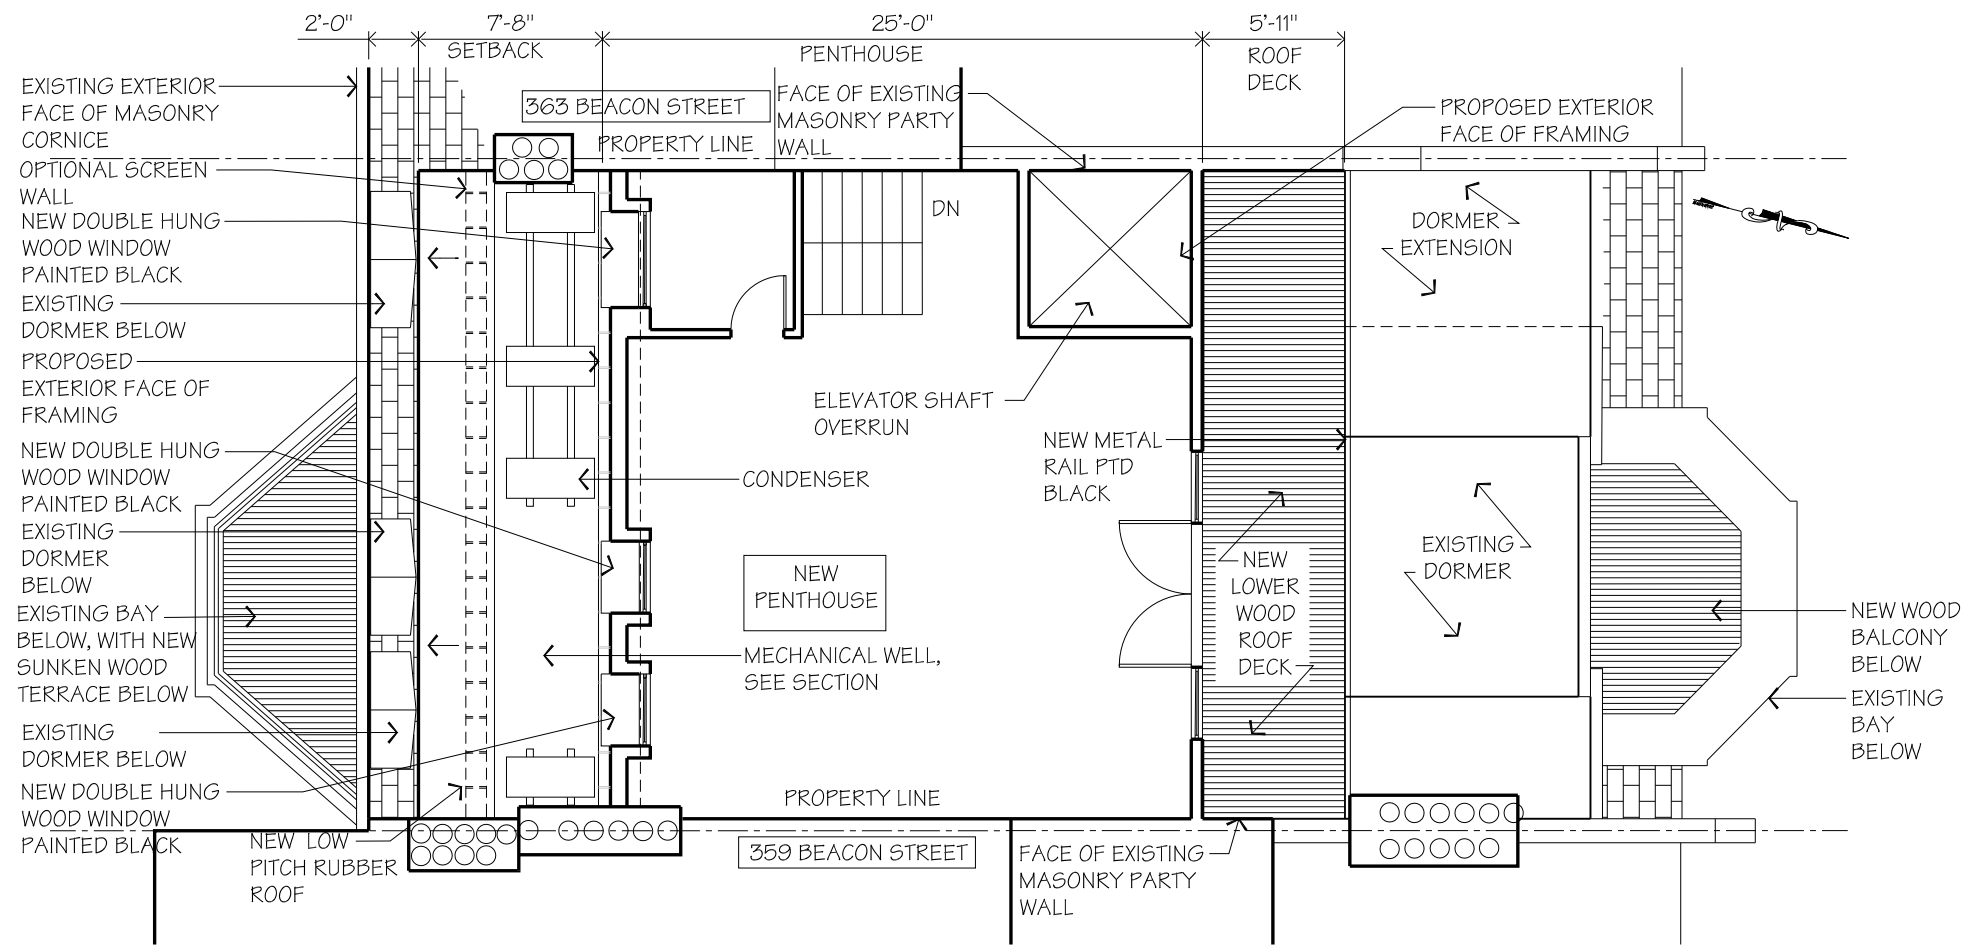 2'-0"
7'-8"
SETBACK
25'-0"
PENTHOUSE
5'-11"
ROOF
DECK
EXISTING EXTERIOR
FACE OF MASONRY
CORNICE
OPTIONAL SCREEN
WALL
NEW DOUBLE HUNG
WOOD WINDOW
PAINTED BLACK
EXISTING
DORMER BELOW
PROPOSED
EXTERIOR FACE OF
FRAMING
NEW DOUBLE HUNG
WOOD WINDOW
PAINTED BLACK
EXISTING
DORMER
BELOW
EXISTING BAY
BELOW, WITH NEW
SUNKEN WOOD
TERRACE BELOW
EXISTING
DORMER BELOW
NEW DOUBLE HUNG
WOOD WINDOW
PAINTED BLACK
NEW LOW
PITCH RUBBER
ROOF
363 BEACON STREET
PROPERTY LINE
FACE OF EXISTING
MASONRY PARTY
WALL
PROPOSED EXTERIOR
FACE OF FRAMING
DN
DORMER
EXTENSION
ELEVATOR SHAFT
OVERRUN
NEW METAL
RAIL PTD
BLACK
CONDENSER
NEW
PENTHOUSE
MECHANICAL WELL,
SEE SECTION
NEW
LOWER
WOOD
ROOF
DECK
EXISTING
DORMER
NEW WOOD
BALCONY
BELOW
EXISTING
BAY
BELOW
PROPERTY LINE
359 BEACON STREET
FACE OF EXISTING
MASONRY PARTY
WALL